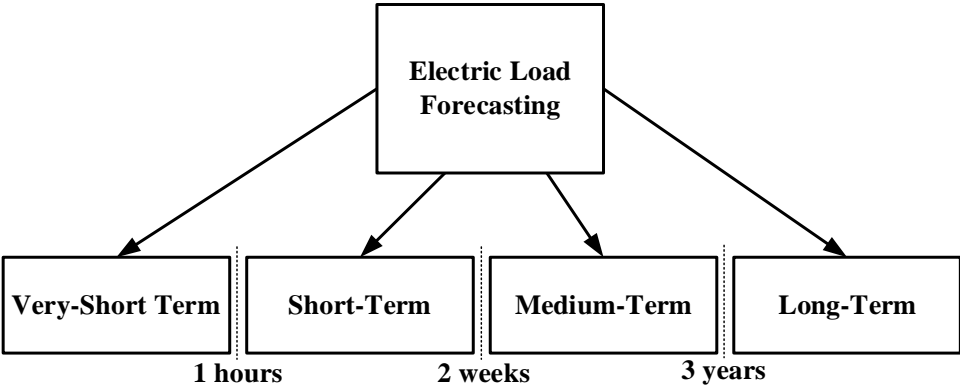 Electric Load
Forecasting
Very-Short Term
Short-Term
Medium-Term
Long-Term
1 hours
2 weeks
3 years